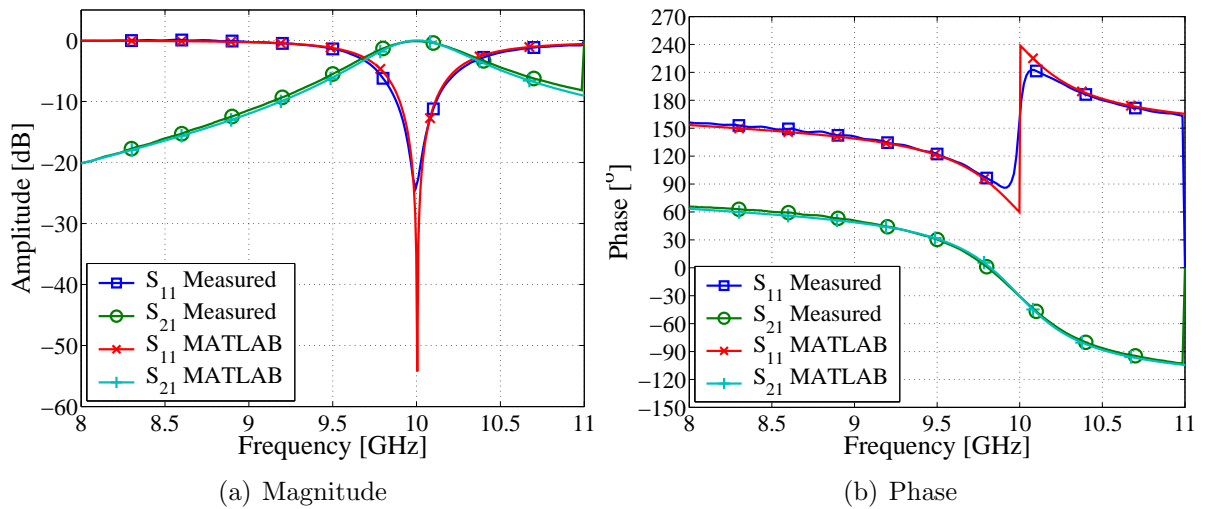 0
−10
−20
−30
−40
−50
−60
Amplitude [dB]
S11 Measured
S21 Measured
S11 MATLAB
S21 MATLAB
8 8.5 9 9.5 10 10.5 11
Frequency [GHz]
(a) Magnitude
270
240
210
180
150
120
90
60
30
0
−30
−60
−90
−120
−150
Phase [º]
S11 Measured
S21 Measured
S11 MATLAB
S21 MATLAB
8 8.5 9 9.5 10 10.5 11
Frequency [GHz]
(b) Phase